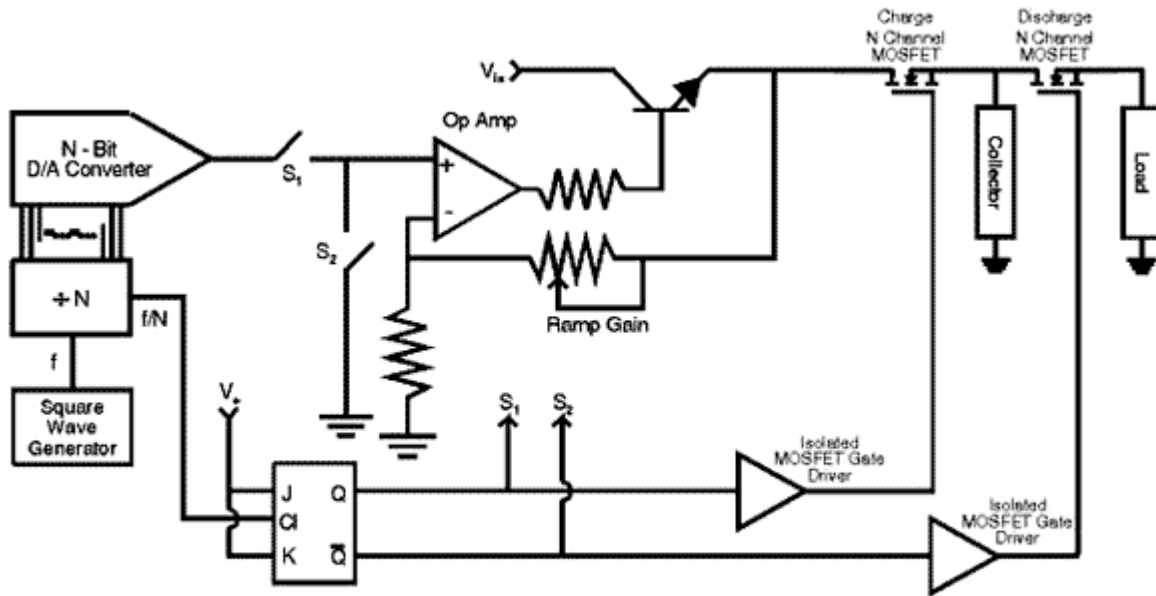 Charge
N Channel
MOSFET
Discharge
N Channel
MOSFET
Vin
Op Amp
N - Bit
D/A Converter
S1
+
-
S2
Collector
Load
÷ N
f/N
Ramp Gain
f
V+
S1
S2
Square
Wave
Generator
Isolated
MOSFET Gate
Driver
J
Q
Cl
K
Q̅
Isolated
MOSFET Gate
Driver